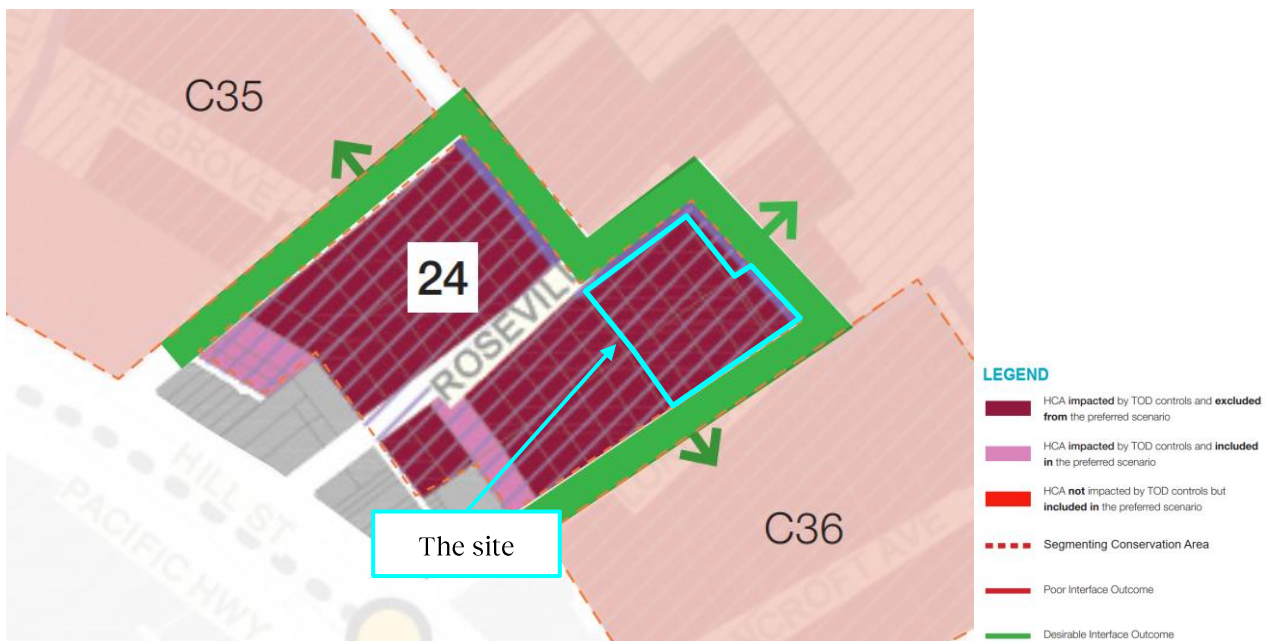 C35
THE GROVE
24
ROSEVILL
HILL ST
PACIFIC HWY
The site
C36
NCROFT AVE
LEGEND
HCA impacted by TOD controls and excluded
from the preferred scenario
HCA impacted by TOD controls and included
in the preferred scenario
HCA not impacted by TOD controls but
included in the preferred scenario
Segmenting Conservation Area
Poor Interface Outcome
Desirable Interface Outcome